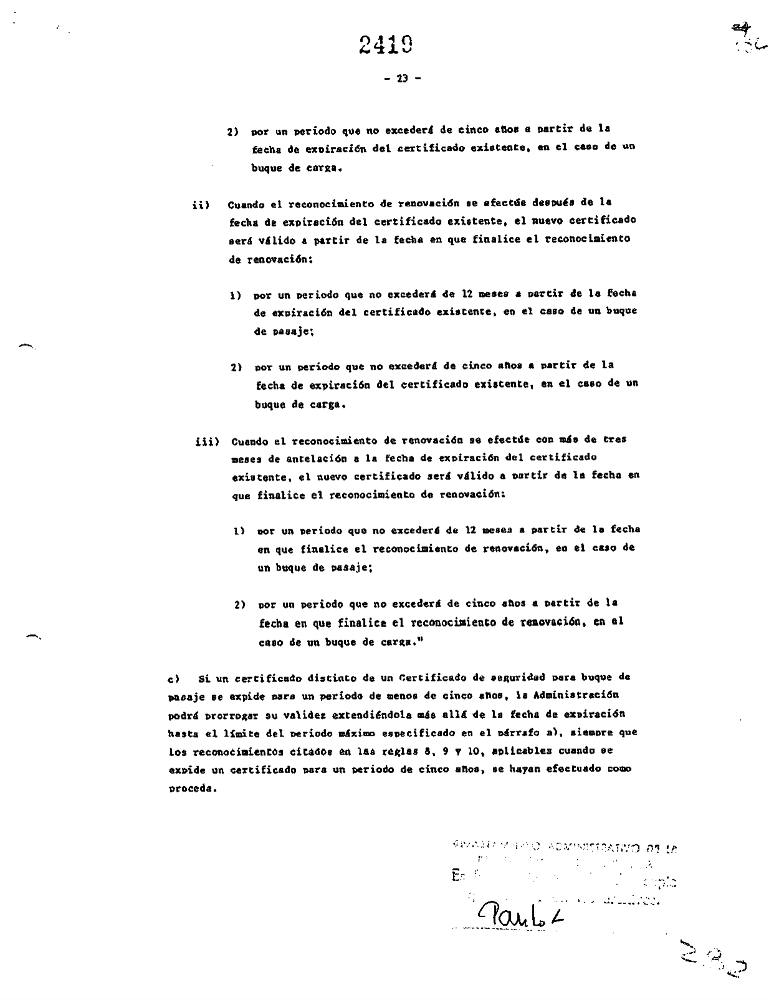 2419
- 23 -
2) por un periodo que no excederá de cinco años a partir de la
fecha de expiración del certificado existente, en el caso de un
buque de carga.
ii) Cuando el reconocimiento de renovación se efectúe después de la
fecha de expiración del certificado existente, el nuevo certificado
será válido a partir de la fecha en que finalice el reconocimiento
de renovación:
1) por un periodo que no excederá de 12 meses a partir de la fecha
de expiración del certificado existente, en el caso de un buque
de pasaje;
2) por un periodo que no excederá de cinco años a partir de la
fecha de expiración del certificado existente, en el caso de un
buque de carga.
iii) Cuando el reconocimiento de renovación se efectúe con más de tres
meses de antelación a la fecha de expiración del certificado
existente, el nuevo certificado será válido a partir de la fecha en
que finalice el reconocimiento de renovación:
1) por un periodo que no excederá de 12 meses a partir de la fecha
en que finalice el reconocimiento de renovación, en el caso de
un buque de pasaje;
2) por un periodo que no excederá de cinco años a partir de la
fecha en que finalice el reconocimiento de renovación, en el
caso de un buque de carga."
c) Si un certificado distinto de un Certificado de seguridad para buque de
pasaje se expide para un periodo de menos de cinco años, la Administración
podrá prorrogar su validez extendiéndola más allá de la fecha de expiración
hasta el límite del periodo máximo especificado en el párrafo a), siempre que
los reconocimientos citados en las reglas 8, 9 y 10, aplicables cuando se
expide un certificado para un periodo de cinco años, se hayan efectuado como
proceda.
282